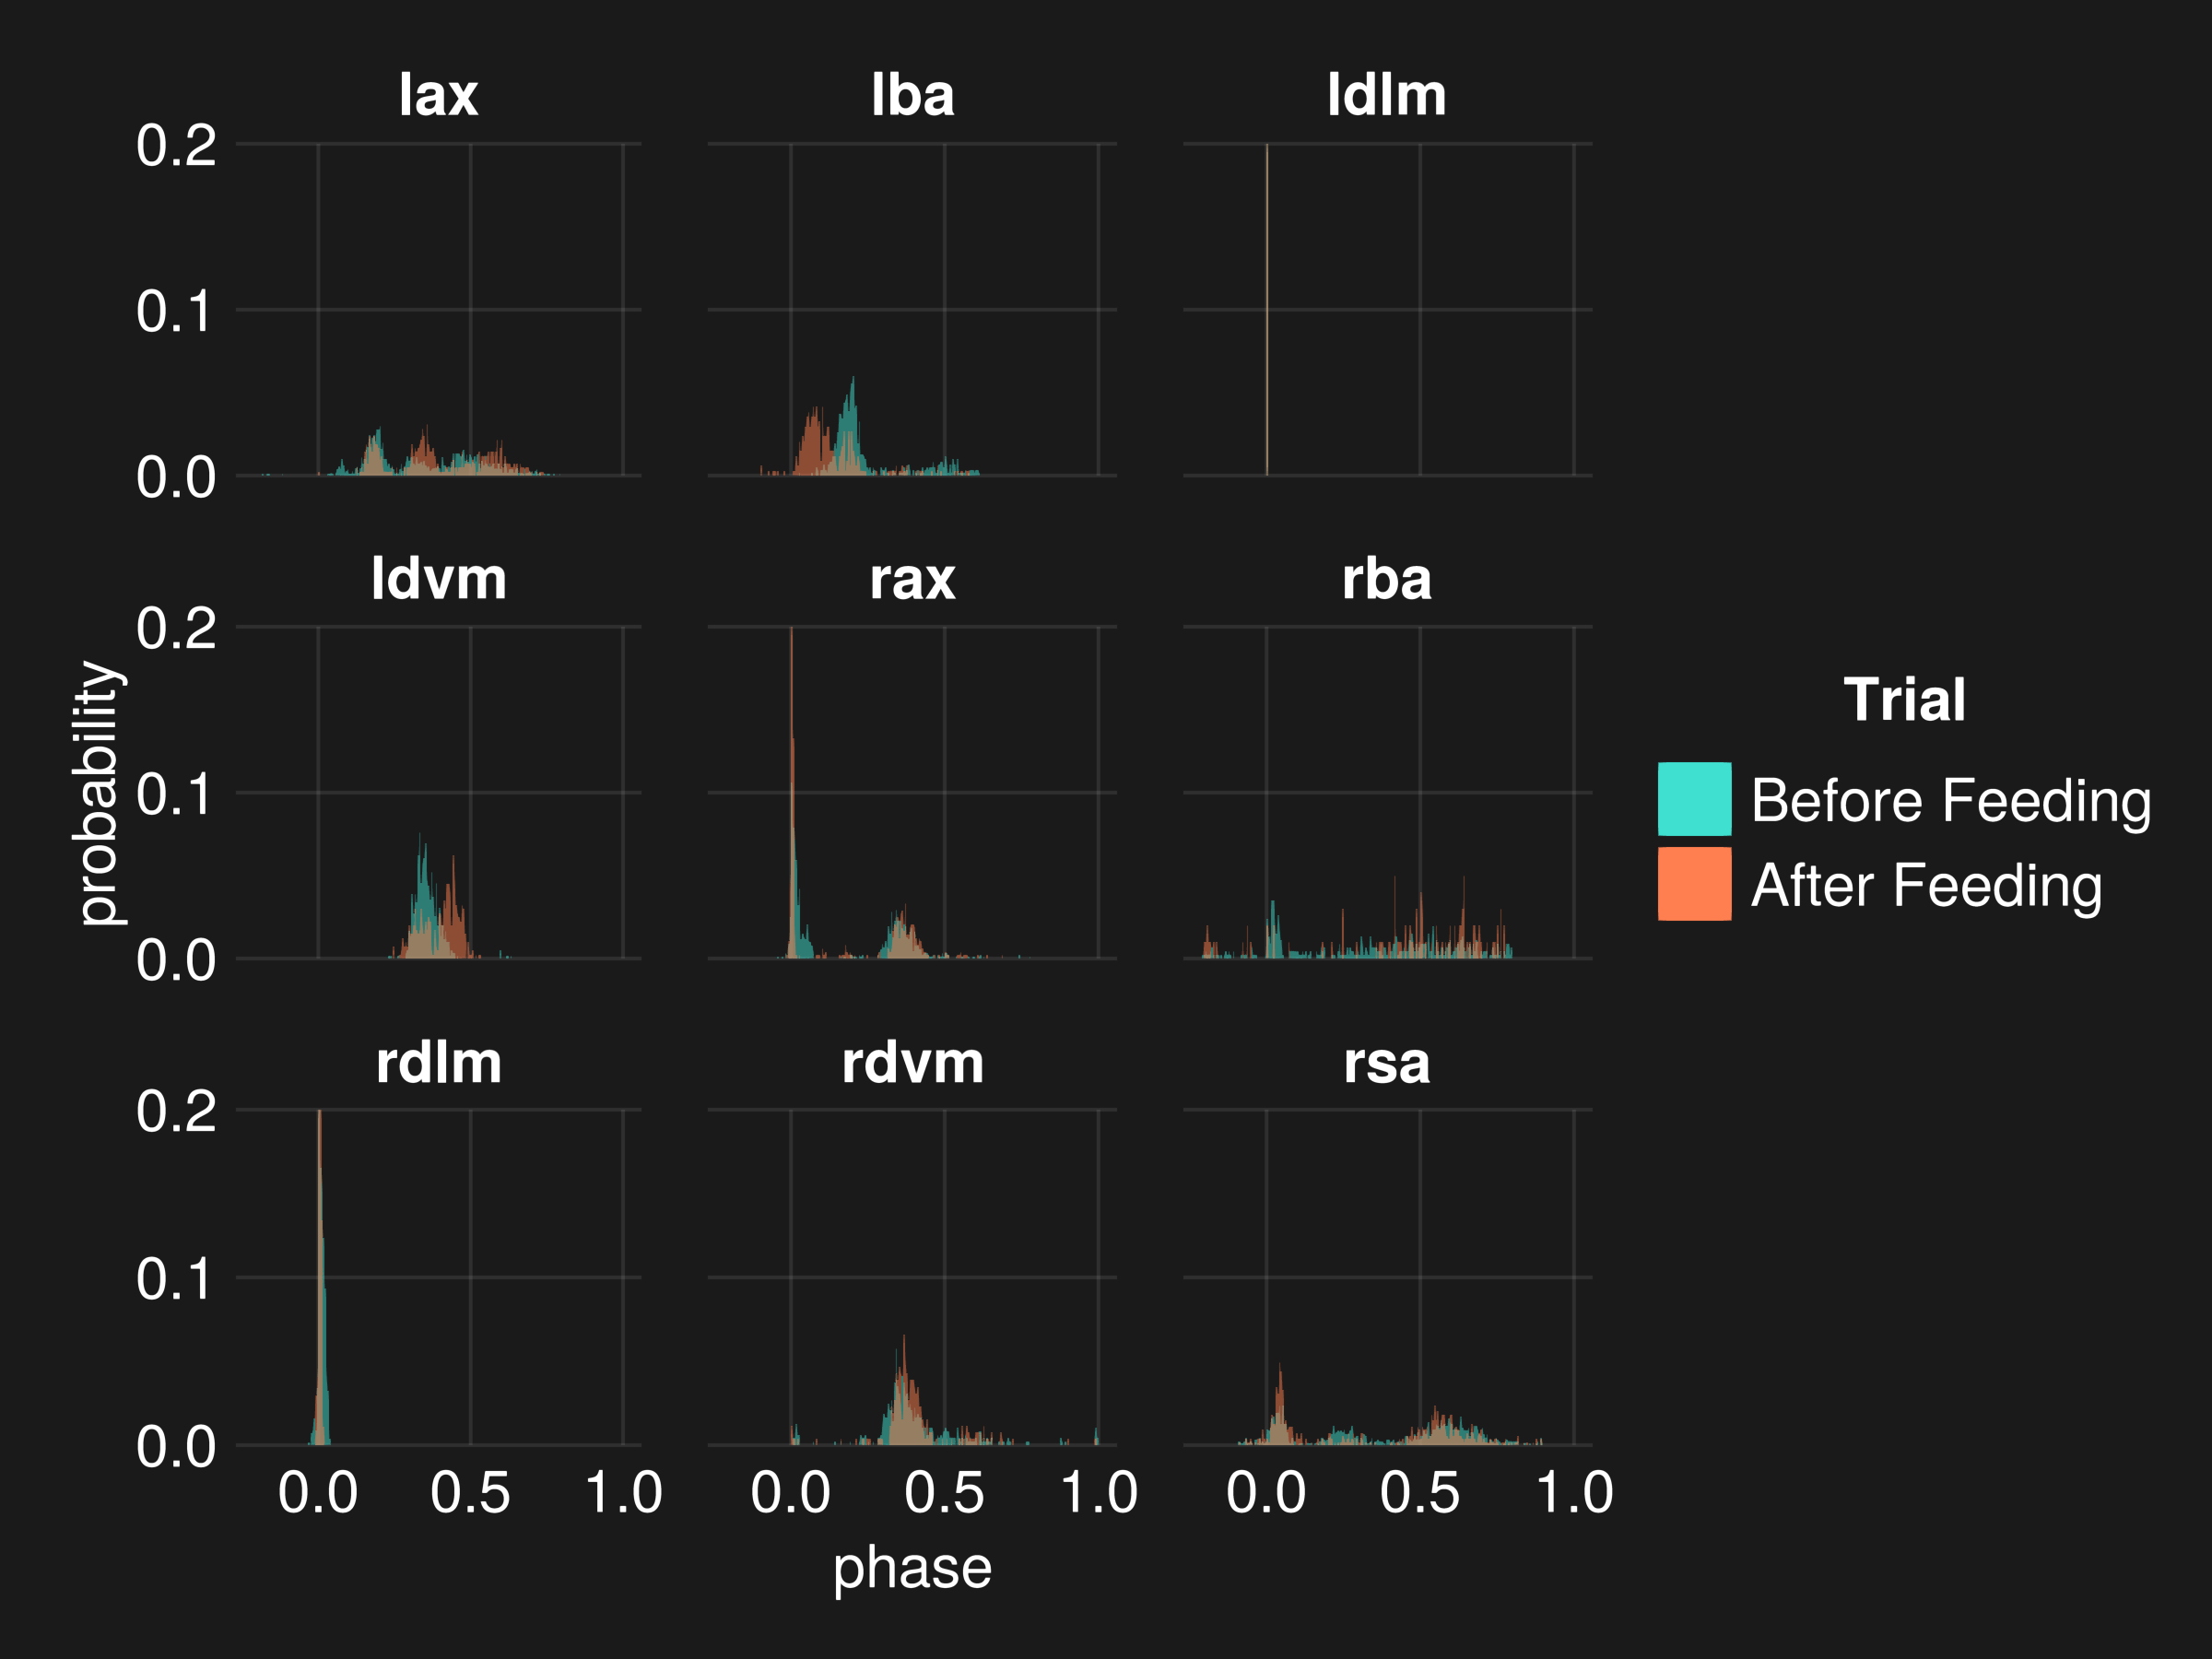 lax lba ldlm
0.2
0.1
0.0
ldvm rax rba
0.2
0.1
0.0
probability
rdlm rdvm rsa
0.2
0.1
0.0
0.0 0.5 1.0 0.0 0.5 1.0 0.0 0.5 1.0
phase
Trial
Before Feeding
After Feeding